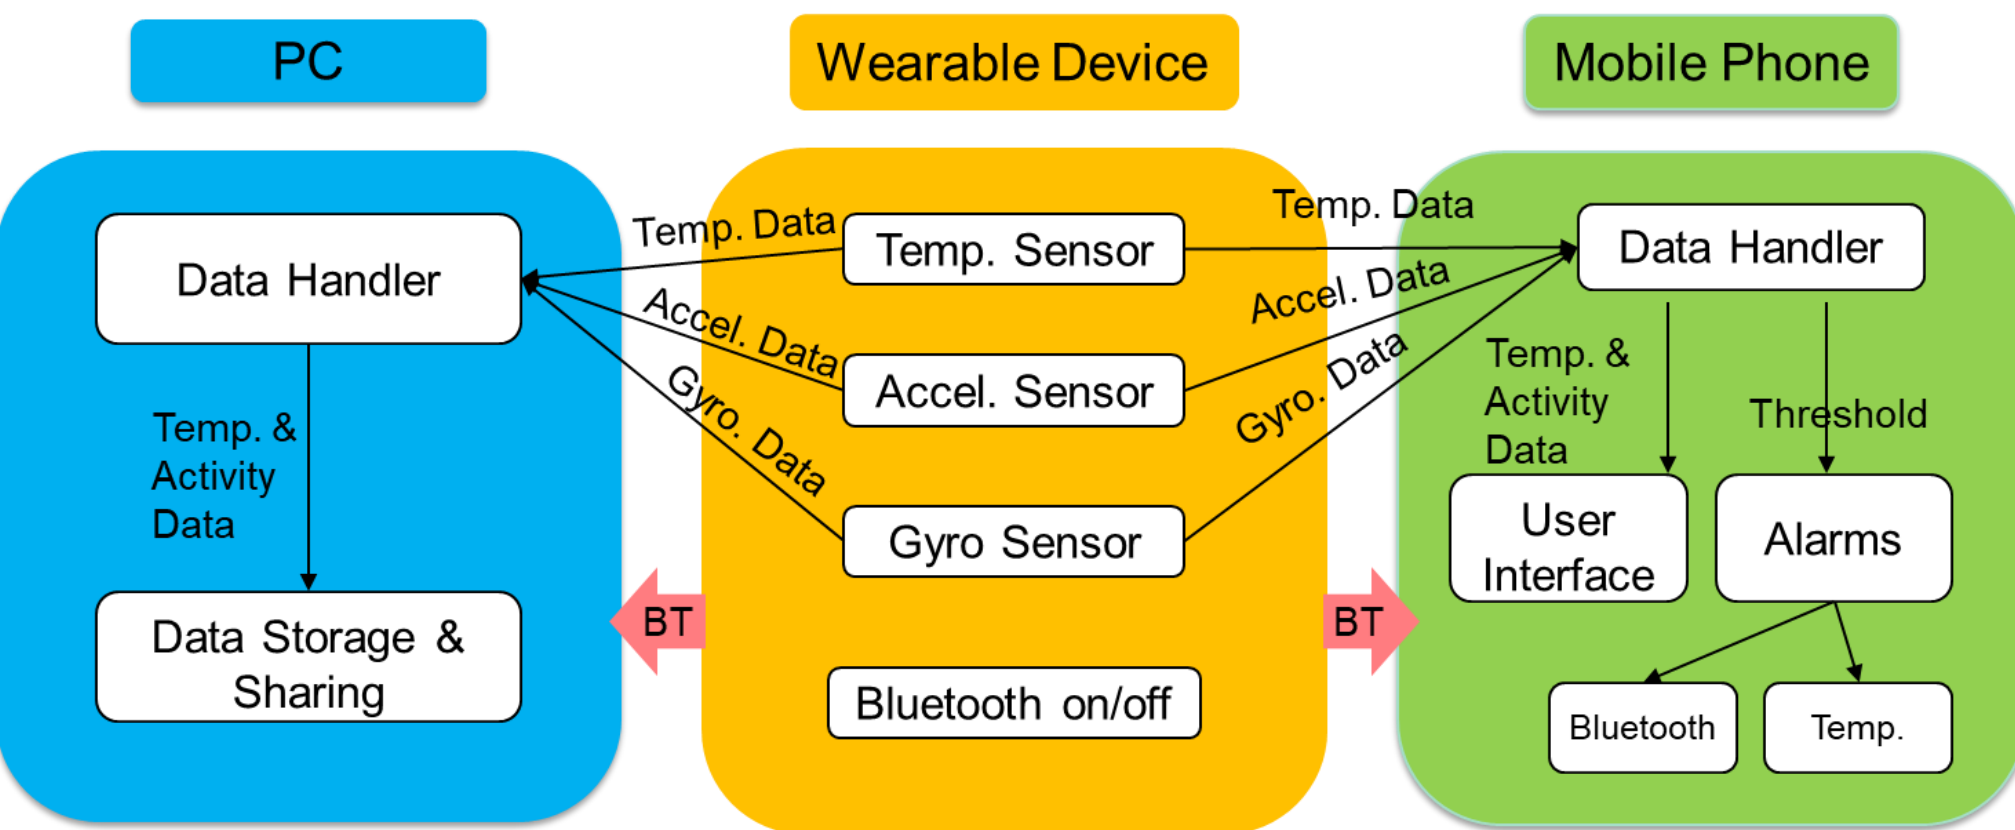 PC
Wearable Device
Mobile Phone
Data Handler
Temp. &
Activity
Data
Data Storage &
Sharing
Temp. Data
Accel. Data
Gyro. Data
BT
Temp. Sensor
Accel. Sensor
Gyro Sensor
Bluetooth on/off
Temp. Data
Accel. Data
Gyro. Data
BT
Data Handler
Temp. &
Activity
Data
Threshold
User
Interface
Alarms
Bluetooth
Temp.